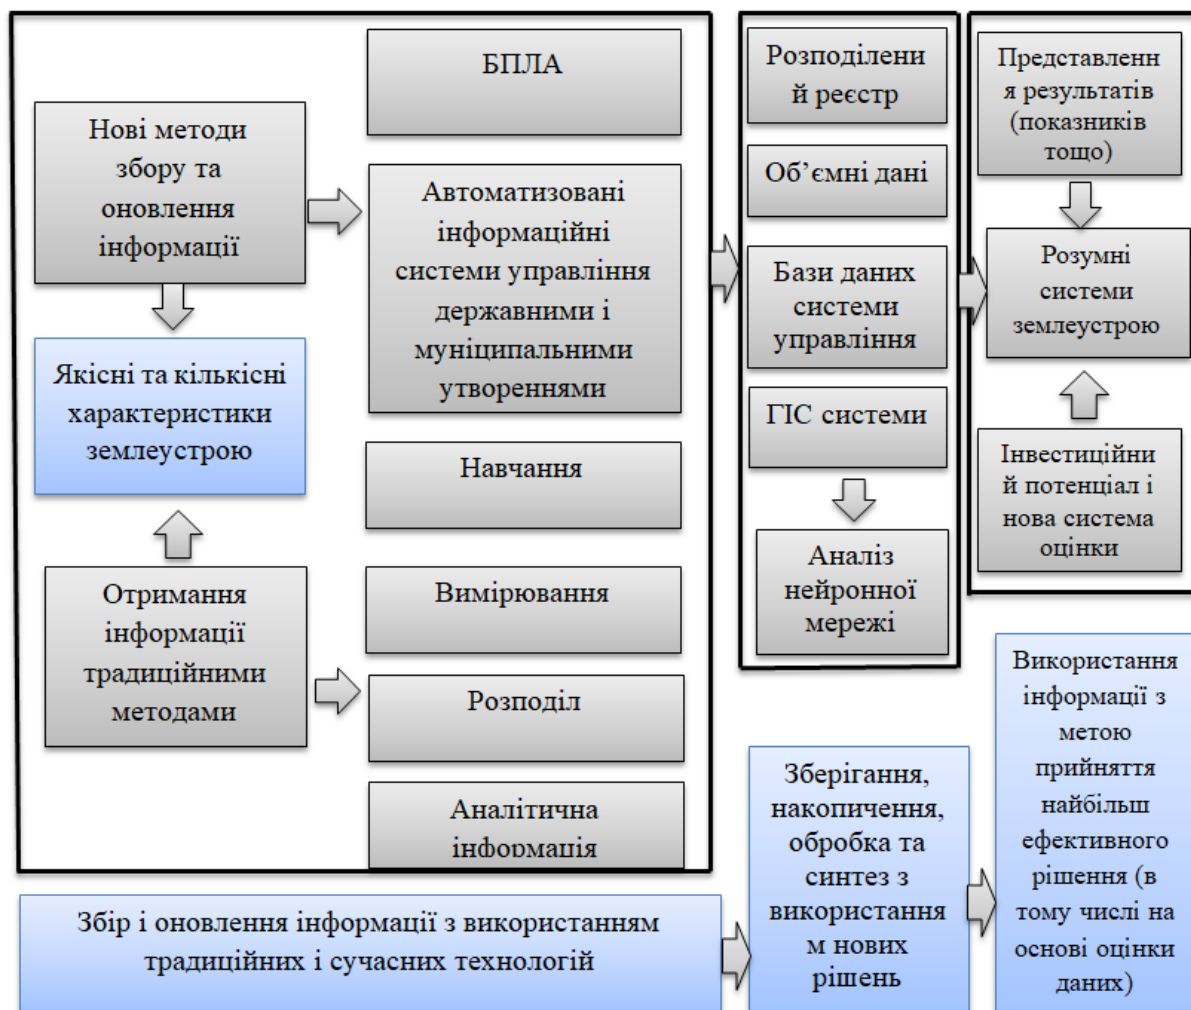 Нові методи
збору та
оновлення
інформації
Якісні та кількісні
характеристики
землеустрою
Отримання
інформації
традиційними
методами
БПЛА
Автоматизовані
інформаційні
системи управління
державними і
муніципальними
утвореннями
Навчання
Вимірювання
Розподіл
Аналітична
інформація
Розподілени
й реєстр
Об’ємні дані
Бази даних
системи
управління
ГІС системи
Аналіз
нейронної
мережі
Представленн
я результатів
(показників
тощо)
Розумні
системи
землеустрою
Інвестиційни
й потенціал і
нова система
оцінки
Збір і оновлення інформації з використанням
традиційних і сучасних технологій
Зберігання,
накопичення,
обробка та
синтез з
використання
м нових
рішень
Використання
інформації з
метою
прийняття
найбільш
ефективного
рішення (в
тому числі на
основі оцінки
даних)